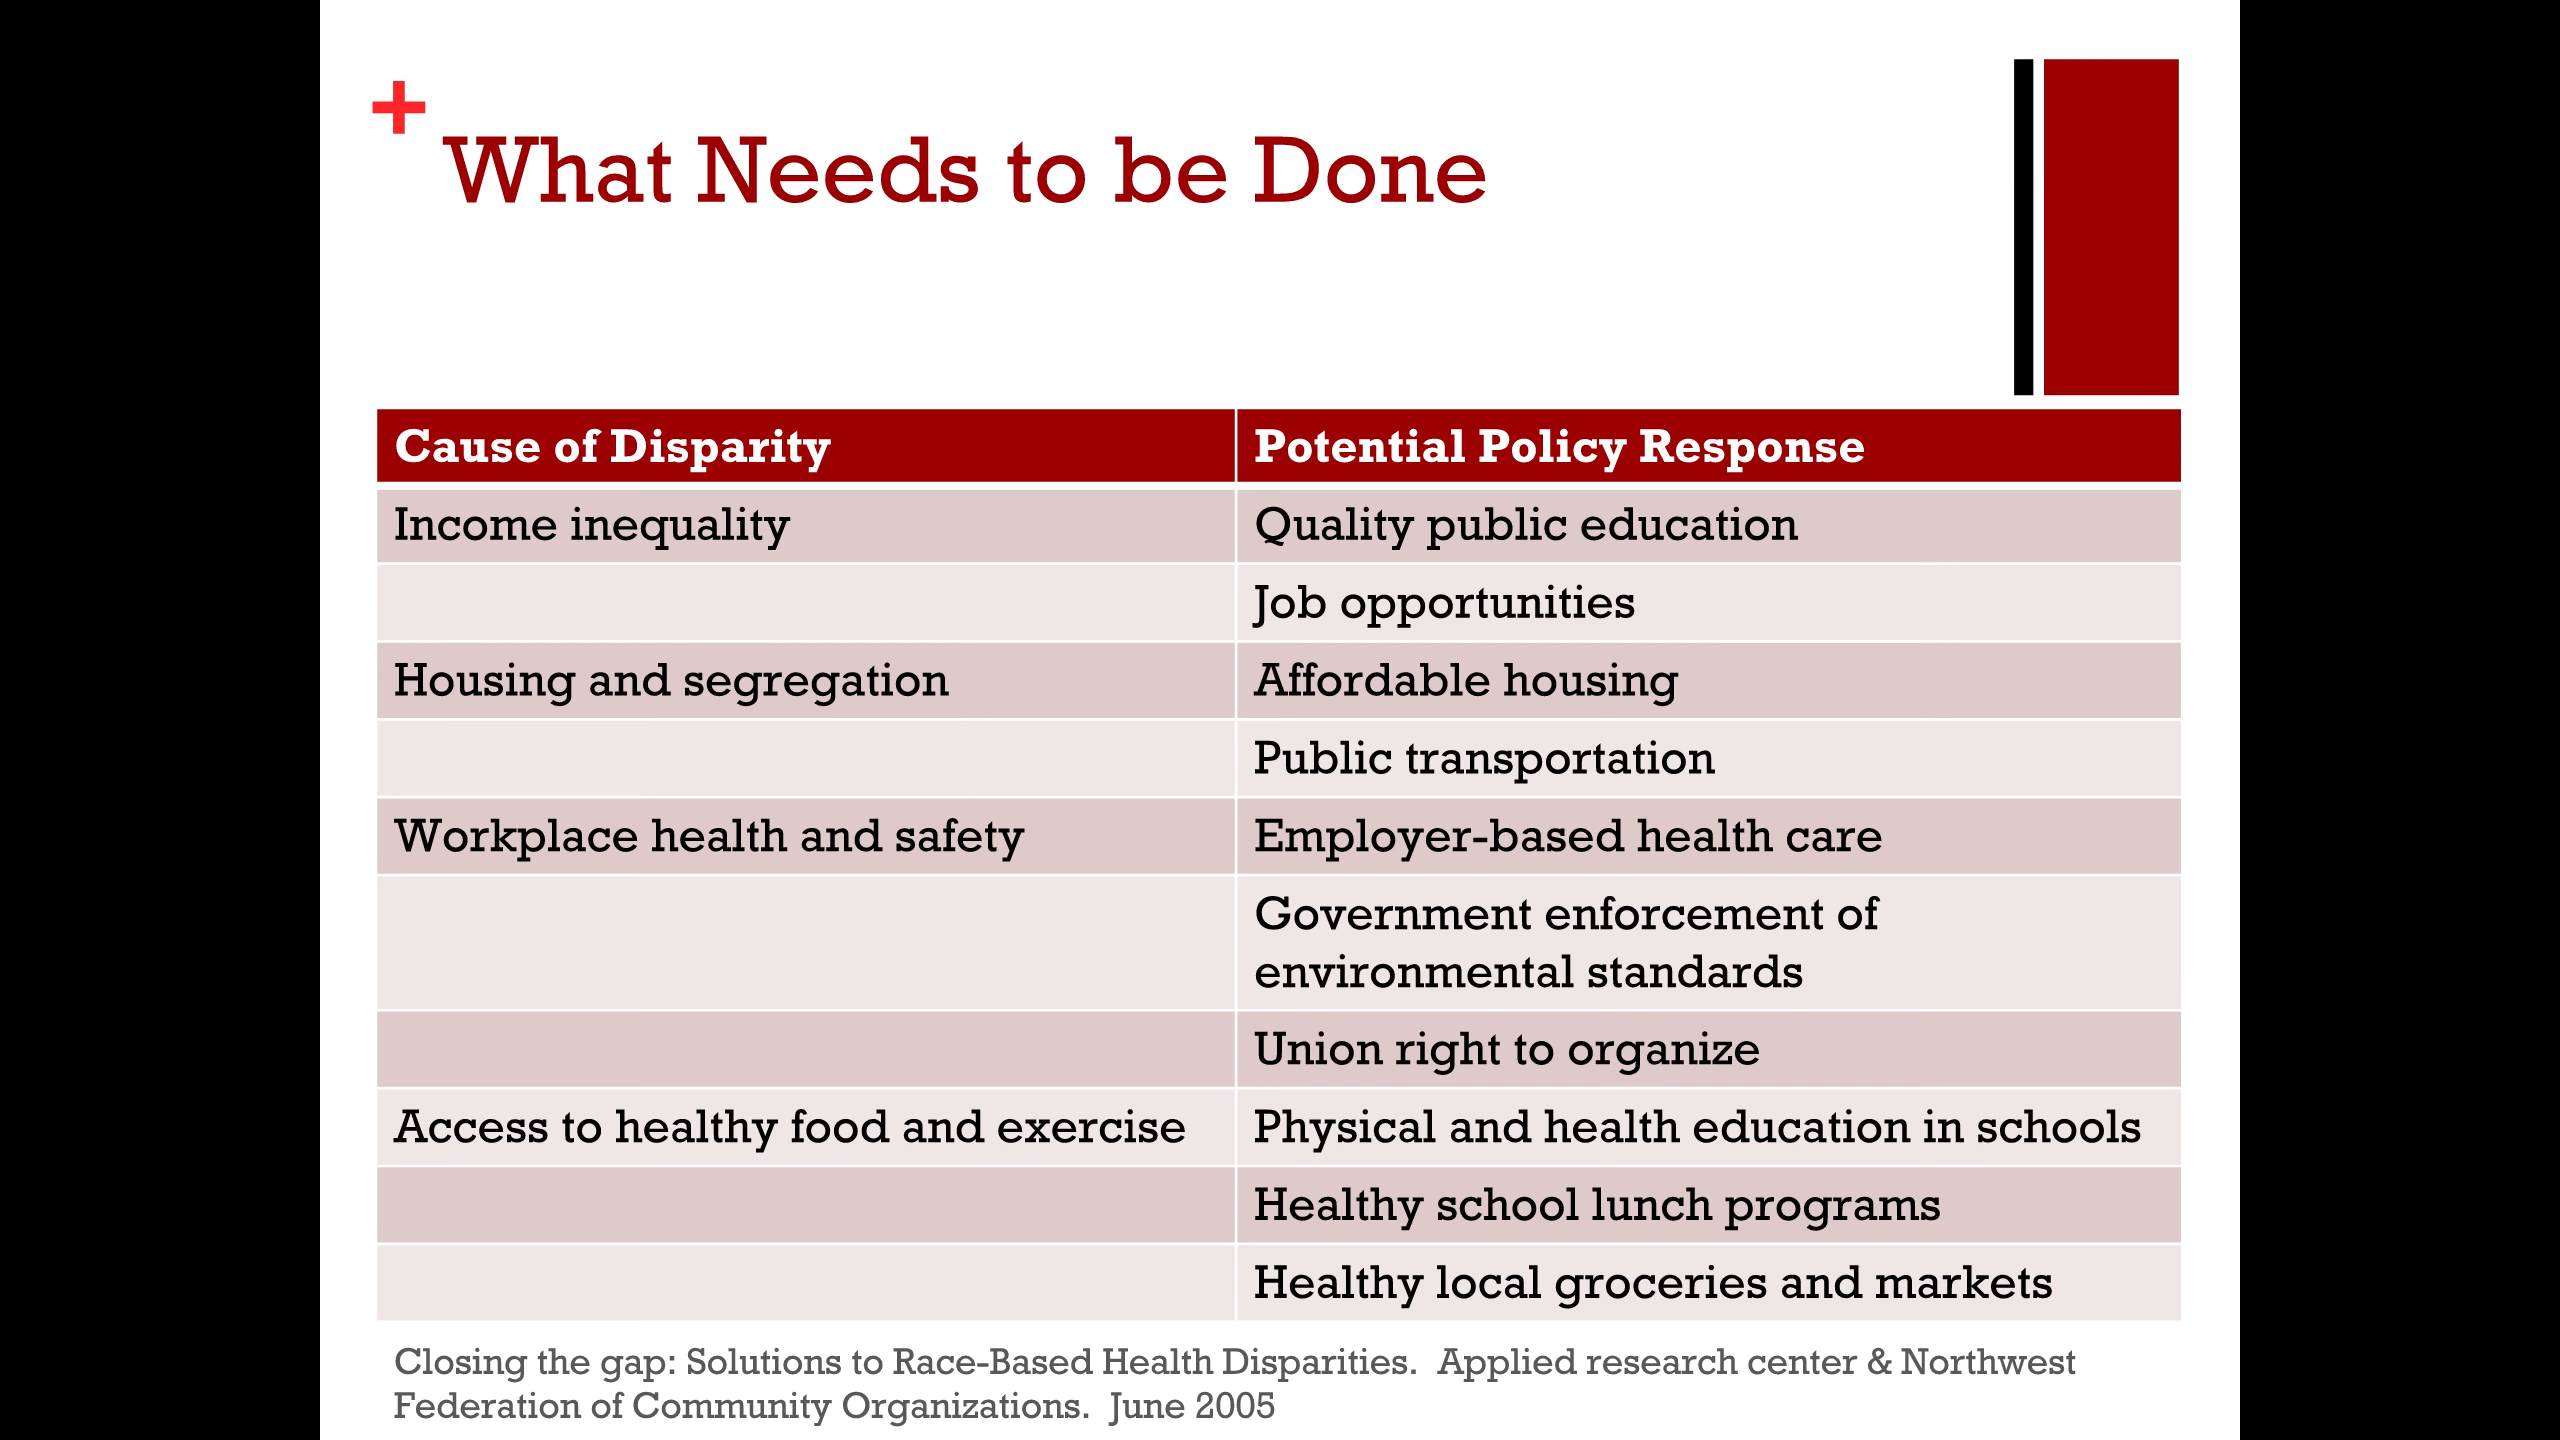 +
What Needs to be Done
Cause of Disparity Potential Policy Response
Income inequality Quality public education
Job opportunities
Housing and segregation Affordable housing
Public transportation
Workplace health and safety Employer-based health care
Government enforcement of
environmental standards
Union right to organize
Access to healthy food and exercise Physical and health education in schools
Healthy school lunch programs
Healthy local groceries and markets
Closing the gap: Solutions to Race-Based Health Disparities.  Applied research center & Northwest
Federation of Community Organizations.  June 2005